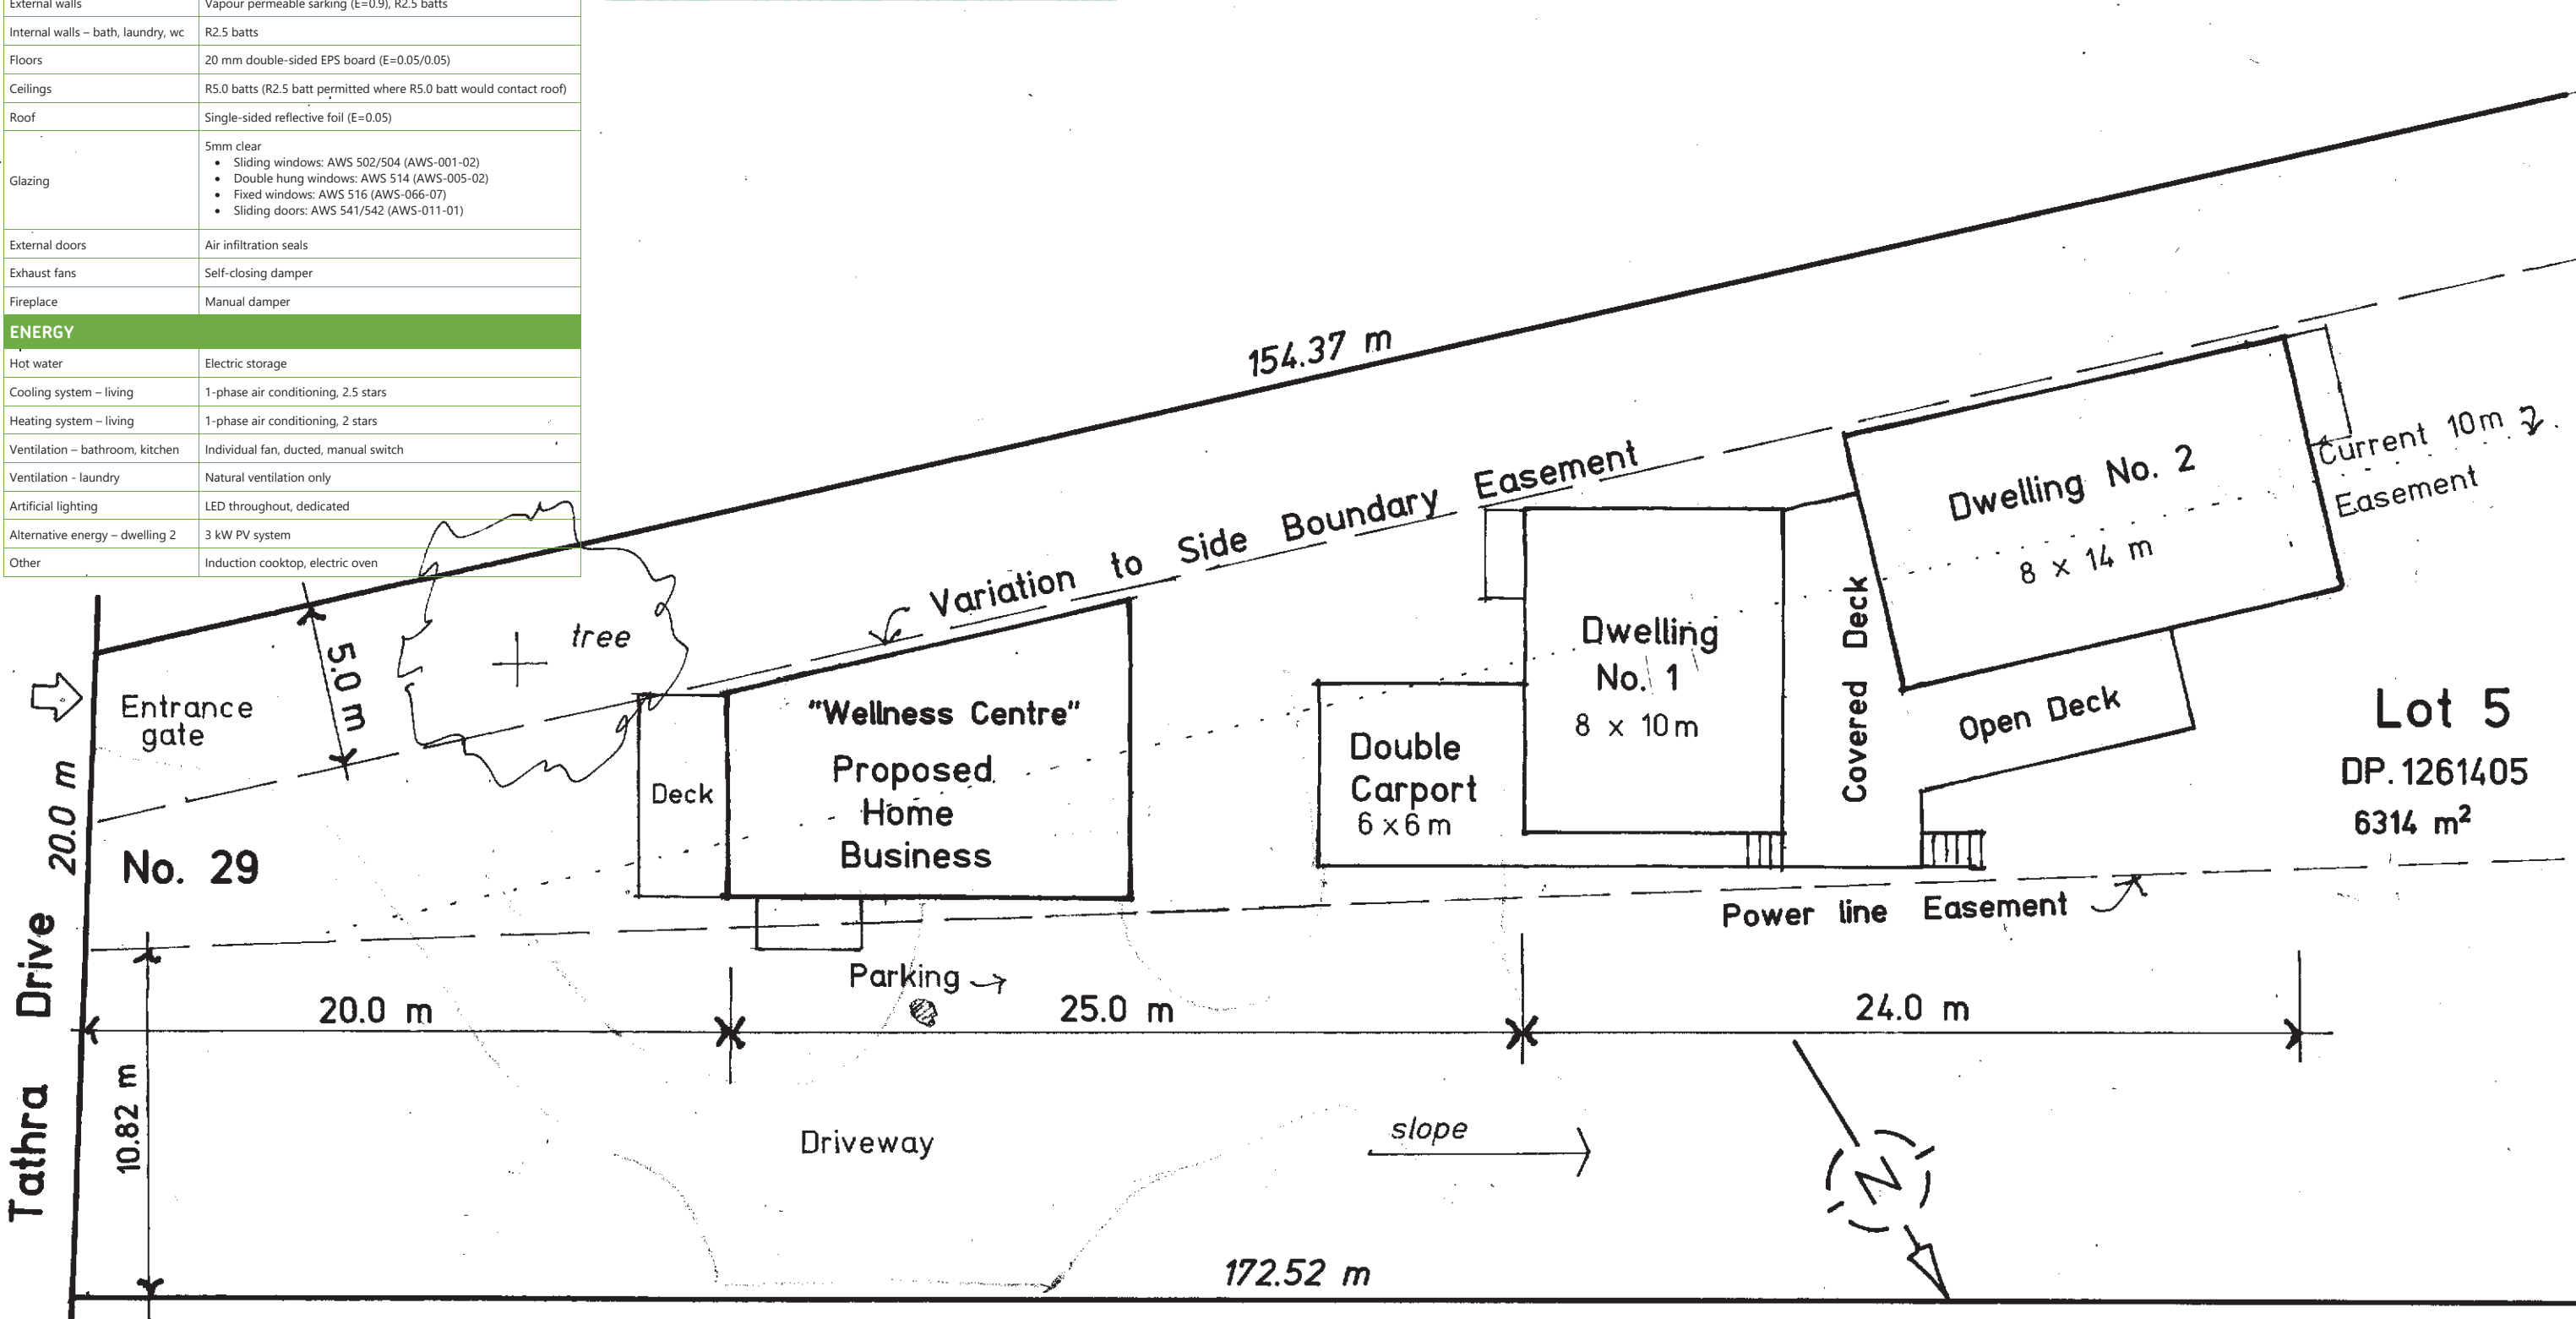 External walls Vapour permeable sarking (E=0.9), R2.5 batts
Internal walls – bath, laundry, wc R2.5 batts
Floors 20 mm double-sided EPS board (E=0.05/0.05)
Ceilings R5.0 batts (R2.5 batt permitted where R5.0 batt would contact roof)
Roof Single-sided reflective foil (E=0.05)
Glazing 5mm clear
• Sliding windows: AWS 502/504 (AWS-001-02)
• Double hung windows: AWS 514 (AWS-005-02)
• Fixed windows: AWS 516 (AWS-066-07)
• Sliding doors: AWS 541/542 (AWS-011-01)
External doors Air infiltration seals
Exhaust fans Self-closing damper
Fireplace Manual damper
ENERGY
Hot water Electric storage
Cooling system – living 1-phase air conditioning, 2.5 stars
Heating system – living 1-phase air conditioning, 2 stars
Ventilation – bathroom, kitchen Individual fan, ducted, manual switch
Ventilation - laundry Natural ventilation only
Artificial lighting LED throughout, dedicated
Alternative energy – dwelling 2 3 kW PV system
Other Induction cooktop, electric oven
154.37 m
Variation to Side Boundary Easement
Current 10m
Easement
Dwelling No. 2
8 x 14 m
tree
5.0 m
Entrance
gate
20.0 m
No. 29
Deck
"Wellness Centre"
Proposed
Home
Business
Double
Carport
6 x 6 m
Dwelling
No. 1
8 x 10 m
Covered Deck
Open Deck
Lot 5
DP. 1261405
6314 m²
Power line Easement
Parking
20.0 m
25.0 m
24.0 m
10.82 m
Tathra Drive
Driveway
slope
N
172.52 m